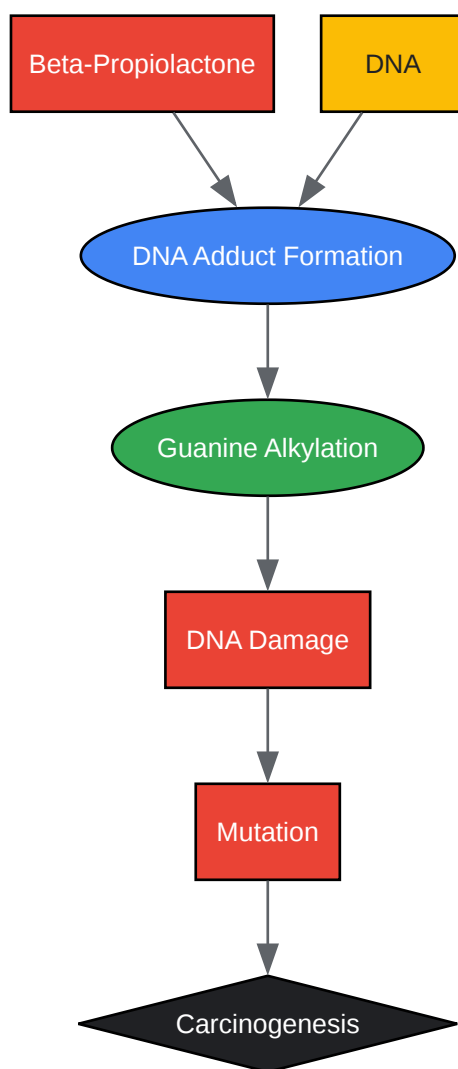 Beta-Propiolactone
DNA
DNA Adduct Formation
Guanine Alkylation
DNA Damage
Mutation
Carcinogenesis